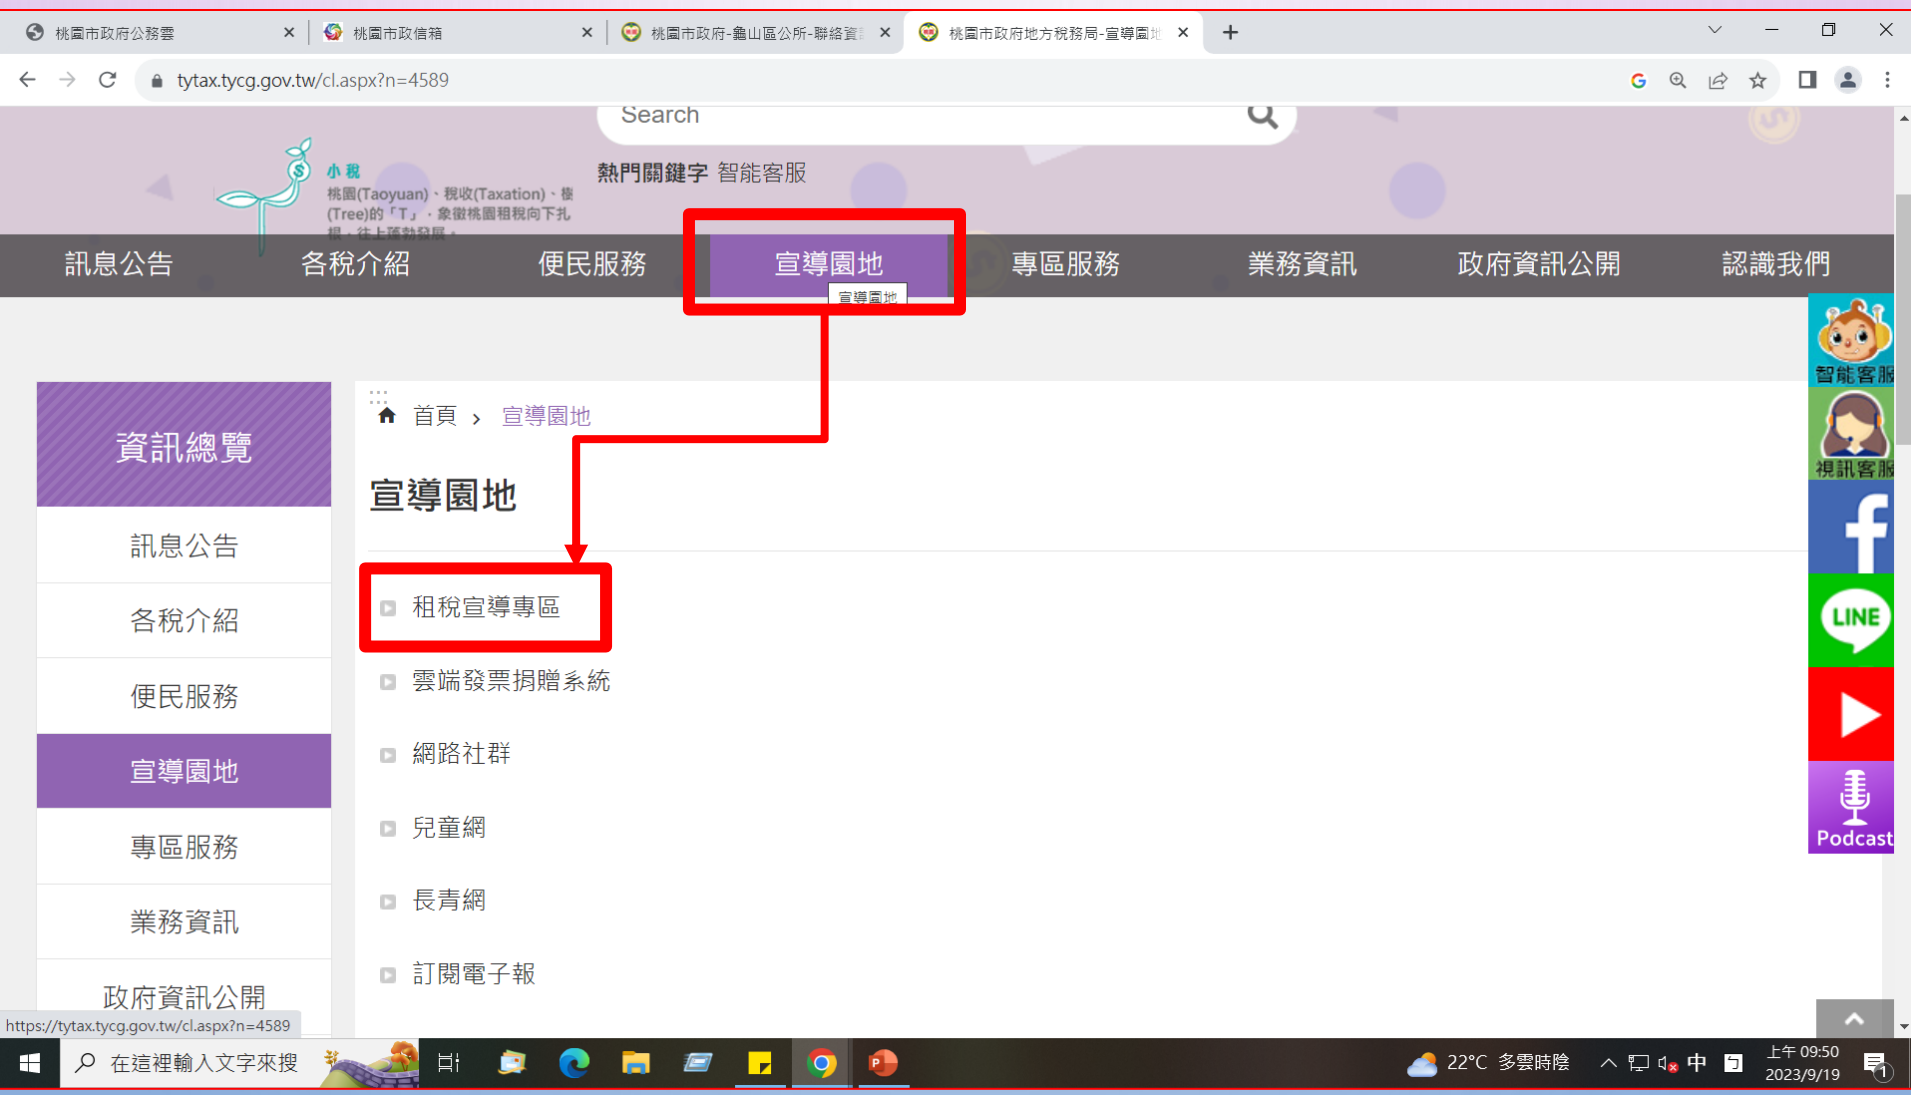 桃園市政府公務雲
桃園市政信箱
桃園市政府-龜山區公所-聯絡資
桃園市政府地方稅務局-宣導園地
tytax.tycg.gov.tw/cl.aspx?n=4589
Search
小稅
桃園(Taoyuan)、稅收(Taxation)、樹
(Tree)的「T」，象徵桃園租稅向下扎
根、往上蓬勃發展。
熱門關鍵字 智能客服
訊息公告
各稅介紹
便民服務
宣導園地
專區服務
業務資訊
政府資訊公開
認識我們
宣導園地
智能客服
視訊客服
LINE
Podcast
資訊總覽
訊息公告
各稅介紹
便民服務
宣導園地
專區服務
業務資訊
政府資訊公開
首頁 › 宣導園地
宣導園地
租稅宣導專區
雲端發票捐贈系統
網路社群
兒童網
長青網
訂閱電子報
https://tytax.tycg.gov.tw/cl.aspx?n=4589
在這裡輸入文字來搜
22°C 多雲時陰
中
上午 09:50
2023/9/19
1